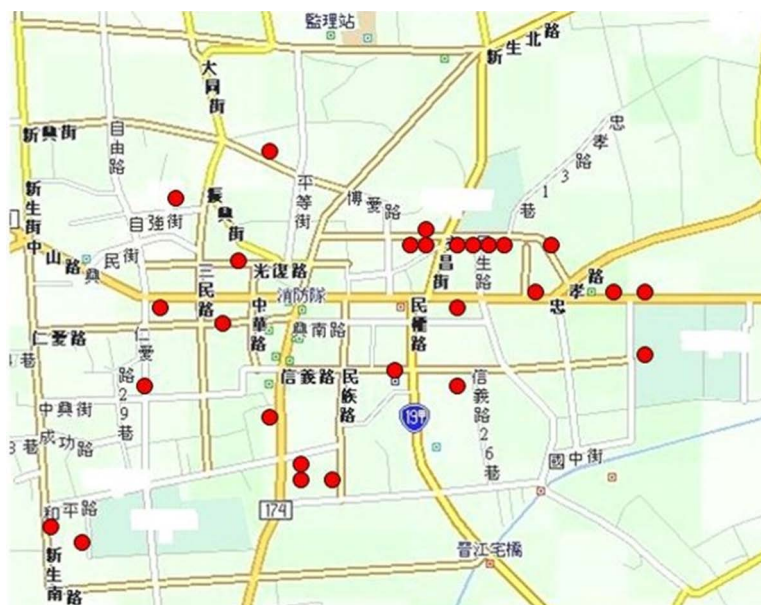 監理站
新生北路
大同街
新興街
自由路
忠孝路13巷
平等街
博愛路
振興街
新生街
自強街
中山路
民街
興
昌街
生路
三民路
光復路
忠孝路
消防隊
中華路
民權路
仁愛路
興南路
仁愛路29巷
信義路
民族路
信義路26巷
中興街
成功路
巷
巷
197
國中街
和平路
174
新生南路
晉江宅橋